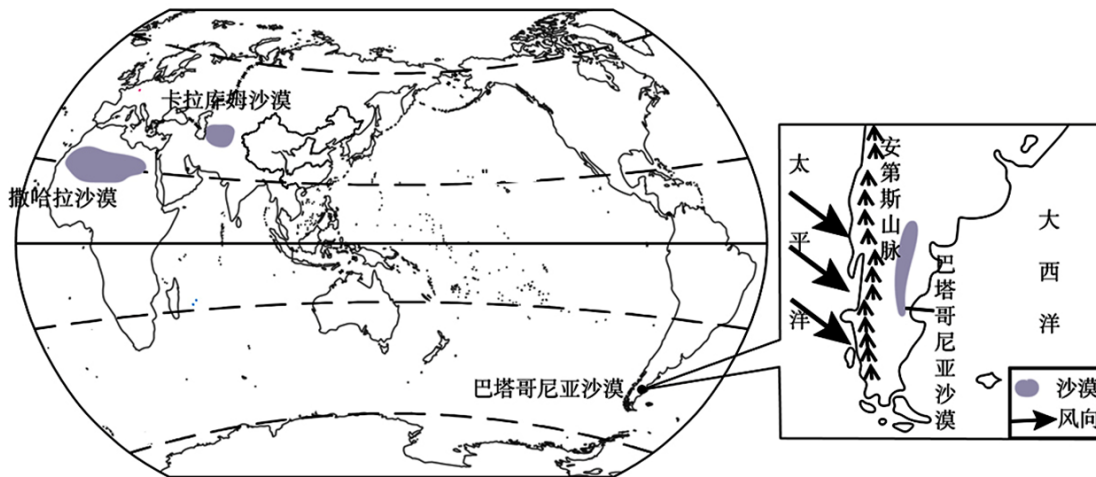 卡拉库姆沙漠
撒哈拉沙漠
巴塔哥尼亚沙漠
太平洋
安第斯山脉
巴塔哥尼亚沙漠
大西洋
沙漠
风向